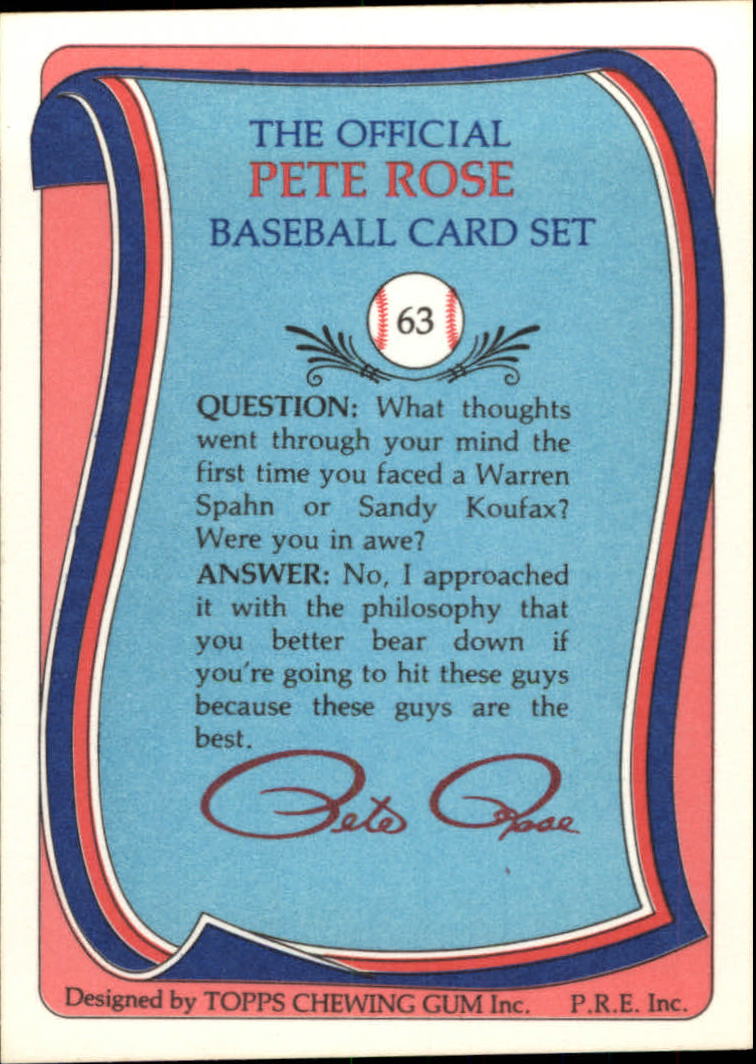 THE OFFICIAL
PETE ROSE
BASEBALL CARD SET
63
QUESTION: What thoughts
went through your mind the
first time you faced a Warren
Spahn or Sandy Koufax?
Were you in awe?
ANSWER: No, I approached
it with the philosophy that
you better bear down if
you're going to hit these guys
because these guys are the
best.
Pete Rose
Designed by TOPPS CHEWING GUM Inc. P.R.E. Inc.